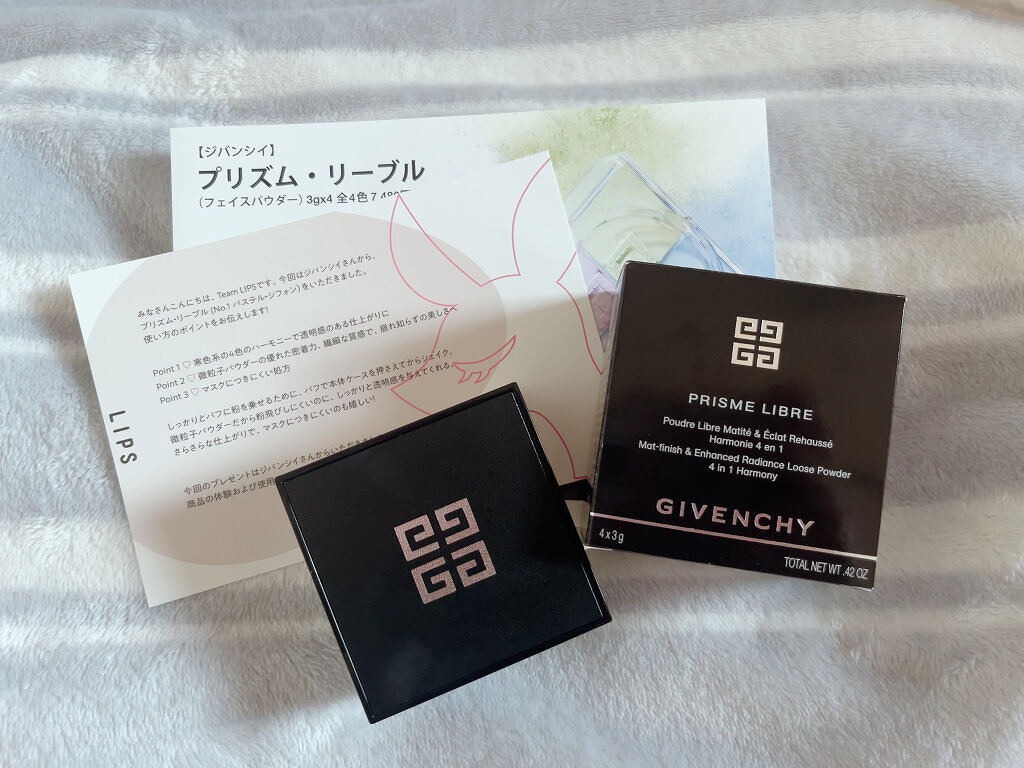 【ジバンシイ】
プリズム・リーブル
(フェイスパウダー) 3gx4 全4色
みなさんこんにちは、Team LIPSです。今回はジバンシイさんから、
プリズム・リーブル (No.1 パステル・シフォン) をいただきました。
使い方のポイントをお伝えします!
Point 1 ♡ 寒色系の4色のハーモニーで透明感のある仕上がりに
Point 2 ♡ 微粒子パウダーの優れた密着力、繊細な質感で、崩れ知らずの美しさへ
Point 3 ♡ マスクにつきにくい処方
しっかりとパフに粉を乗せるために、パフで本体ケースを押さえてからシェイク。
微粒子パウダーだから粉飛びしにくいのに、しっかりと透明感を与えてくれる。
さらさらな仕上がりで、マスクにつきにくいのも嬉しい!
今回のプレゼントはジバンシイさんからいただきました
商品の体験および使用
LIPS
PRISME LIBRE
Poudre Libre Matité & Éclat Rehaussé
Harmonie 4 en 1
Mat-finish & Enhanced Radiance Loose Powder
4 in 1 Harmony
GIVENCHY
4x3g
TOTAL NET WT .42 OZ